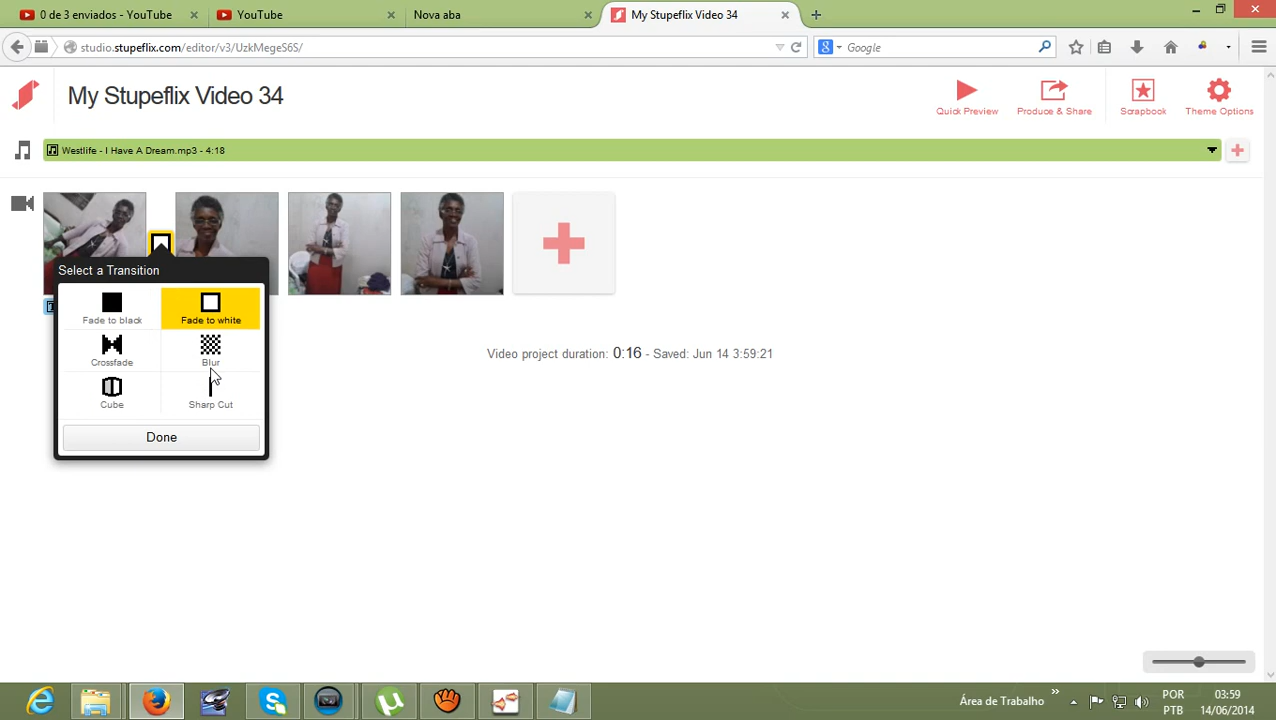 0 de 3 enviados - YouTube
YouTube
Nova aba
My Stupeflix Video 34
studio.stupeflix.com/editor/v3/UzkMegeS6S/
Google
My Stupeflix Video 34
Quick Preview
Produce & Share
Scrapbook
Theme Options
Westlife - I Have A Dream.mp3 - 4:18
Select a Transition
Fade to black
Fade to white
Crossfade
Blur
Cube
Sharp Cut
Done
Video project duration: 0:16 - Saved: Jun 14 3:59:21
Área de Trabalho
POR
PTB
03:59
14/06/2014